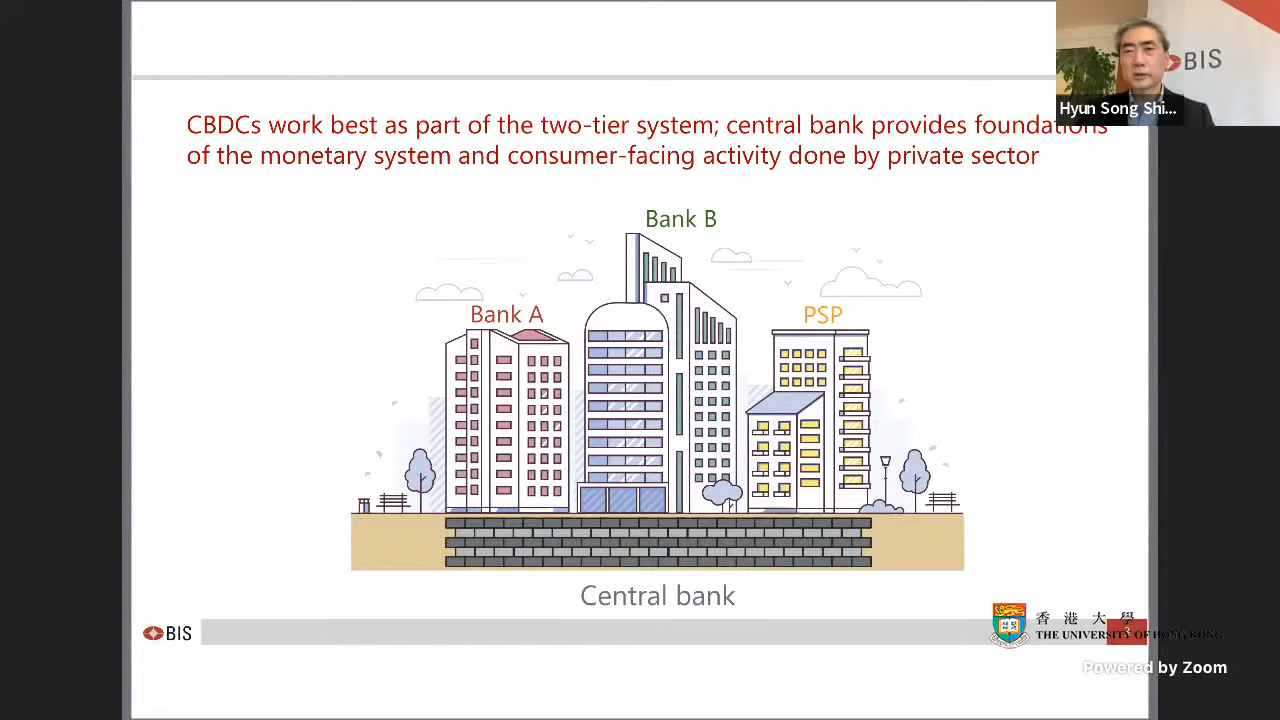 BIS
Hyun Song Shi...
CBDCs work best as part of the two-tier system; central bank provides foundations
of the monetary system and consumer-facing activity done by private sector
Bank B
Bank A
PSP
Central bank
BIS
香港大學
THE UNIVERSITY OF HONG KONG
3
Powered by Zoom